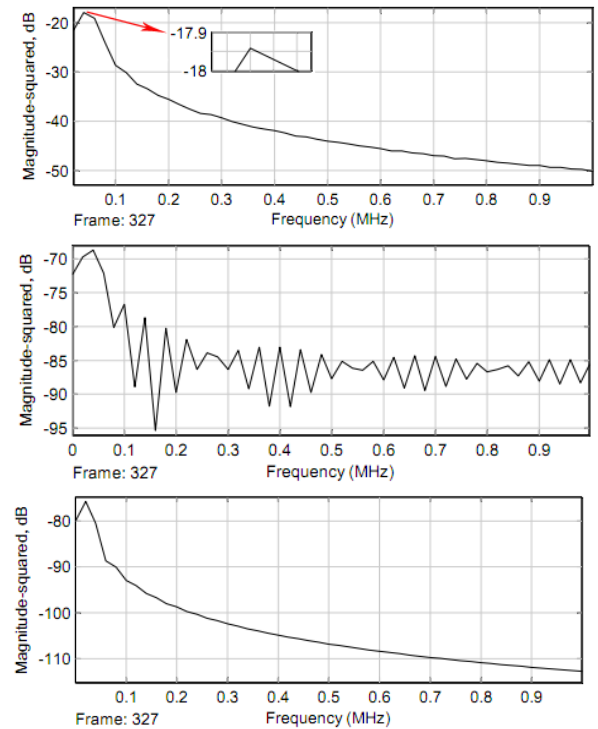 Magnitude-squared, dB
-20
-30
-40
-50
-17.9
-18
0.1 0.2 0.3 0.4 0.5 0.6 0.7 0.8 0.9
Frame: 327 Frequency (MHz)
Magnitude-squared, dB
-70
-75
-80
-85
-90
-95
0 0.1 0.2 0.3 0.4 0.5 0.6 0.7 0.8 0.9
Frame: 327 Frequency (MHz)
Magnitude-squared, dB
-80
-90
-100
-110
0.1 0.2 0.3 0.4 0.5 0.6 0.7 0.8 0.9
Frame: 327 Frequency (MHz)